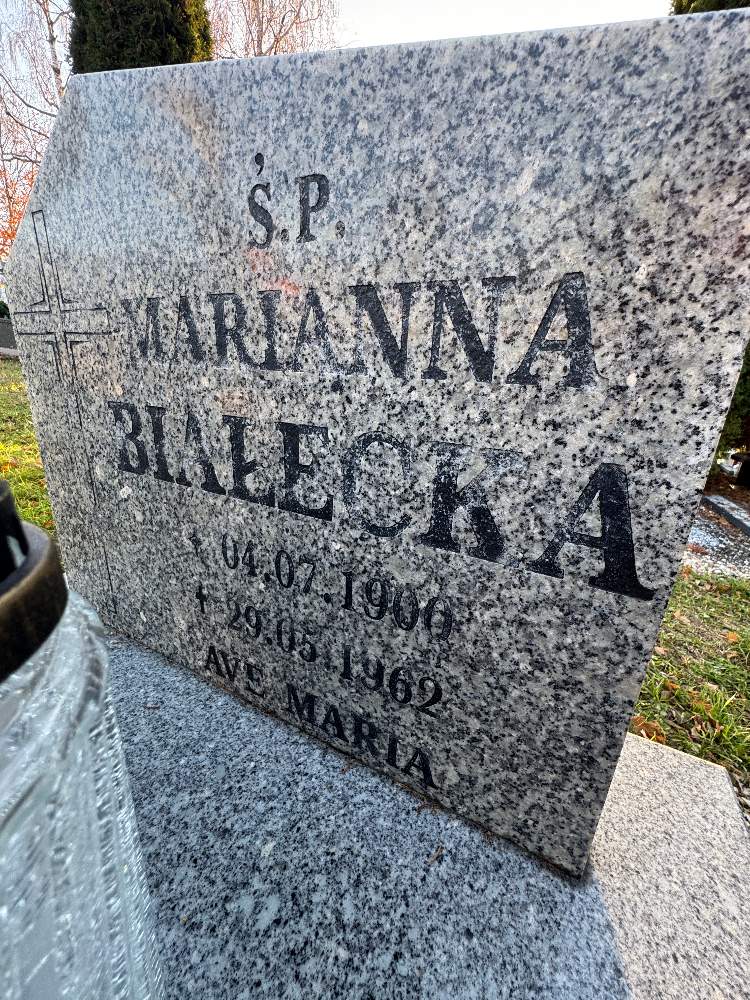 Ś.P.
MARIANNA
BIAŁECKA
* 04.07.1900
† 29.05.1962
AVE MARIA